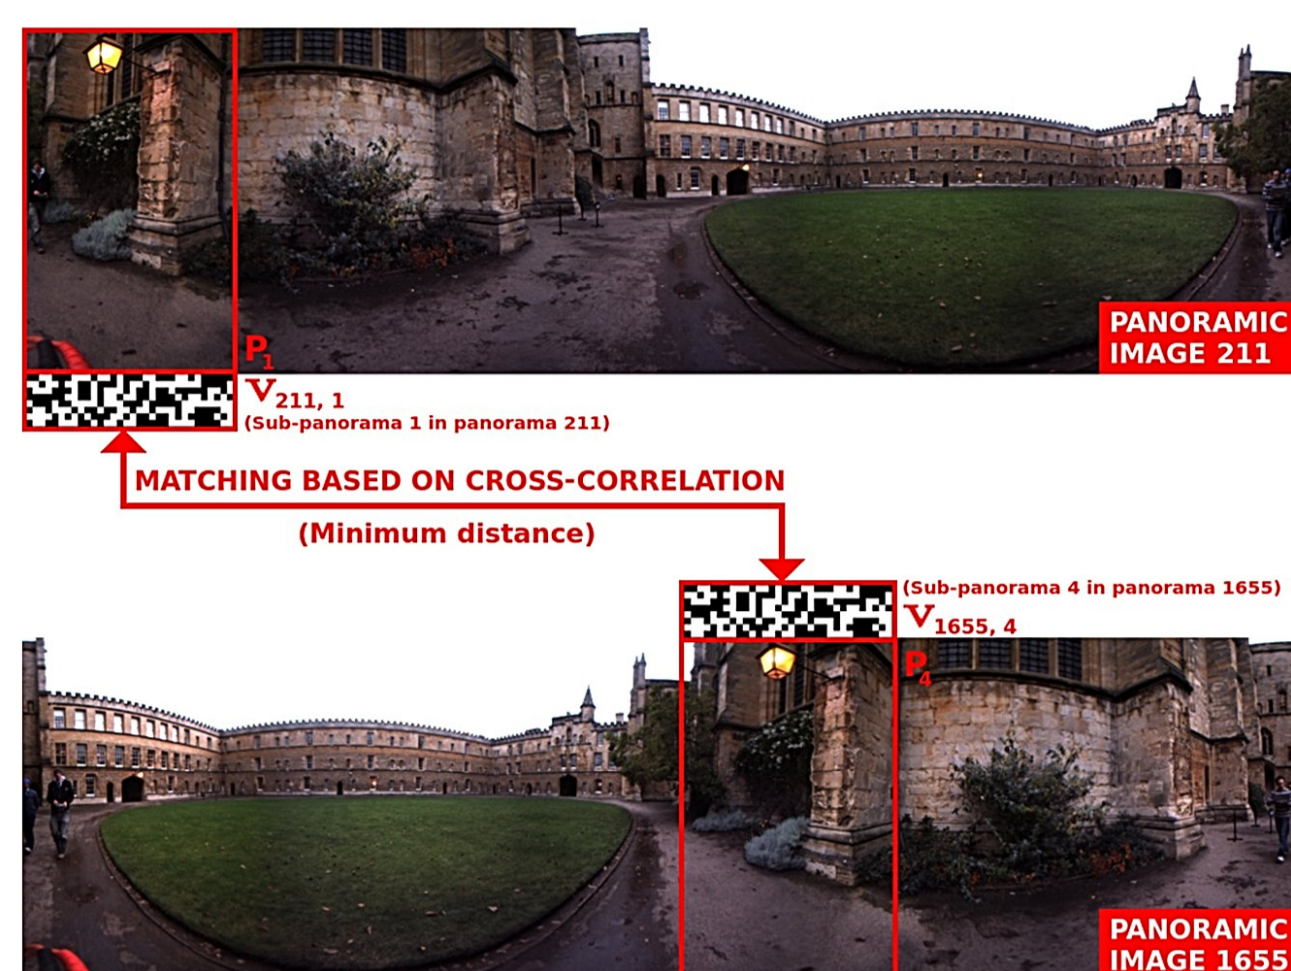 PANORAMIC
IMAGE 211
P1
V211, 1
(Sub-panorama 1 in panorama 211)
MATCHING BASED ON CROSS-CORRELATION
(Minimum distance)
(Sub-panorama 4 in panorama 1655)
V1655, 4
P4
PANORAMIC
IMAGE 1655